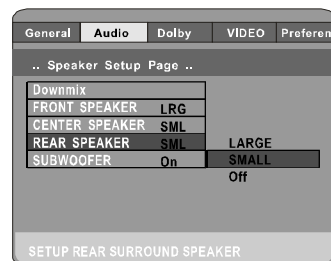 General Audio Dolby VIDEO Preferen
.. Speaker Setup Page ..
Downmix
FRONT SPEAKER LRG
CENTER SPEAKER SML
REAR SPEAKER SML LARGE
SUBWOOFER On SMALL
Off
SETUP REAR SURROUND SPEAKER